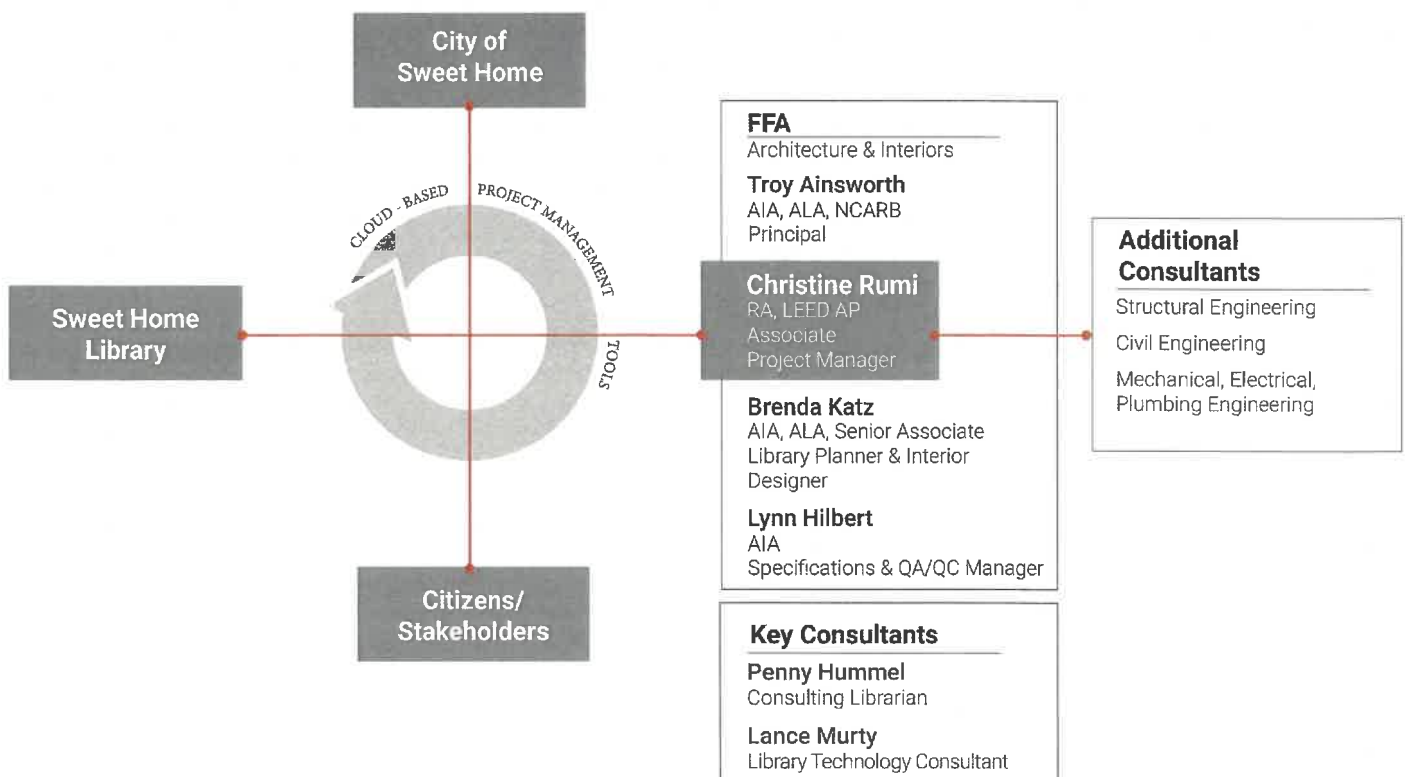 City of
Sweet Home
CLOUD - BASED PROJECT MANAGEMENT TOOLS
Sweet Home
Library
Citizens/
Stakeholders
FFA
Architecture & Interiors
Troy Ainsworth
AIA, ALA, NCARB
Principal
Christine Rumi
RA, LEED AP
Associate
Project Manager
Brenda Katz
AIA, ALA, Senior Associate
Library Planner & Interior
Designer
Lynn Hilbert
AIA
Specifications & QA/QC Manager
Key Consultants
Penny Hummel
Consulting Librarian
Lance Murty
Library Technology Consultant
Additional
Consultants
Structural Engineering
Civil Engineering
Mechanical, Electrical,
Plumbing Engineering